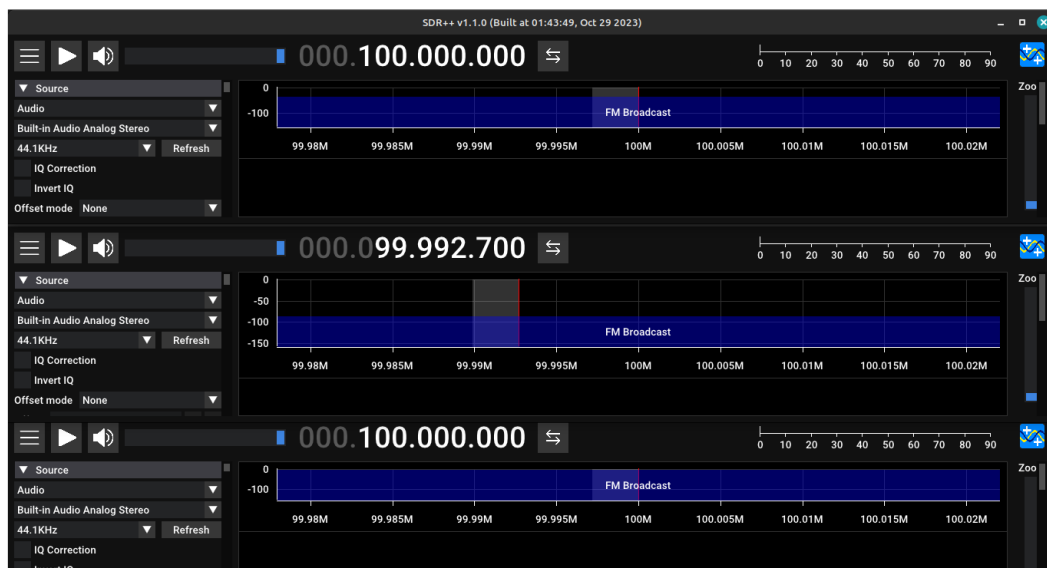 SDR++ v1.1.0 (Built at 01:43:49, Oct 29 2023)
000.100.000.000
0 10 20 30 40 50 60 70 80 90
▼ Source
Audio
Built-in Audio Analog Stereo
44.1KHz Refresh
IQ Correction
Invert IQ
Offset mode None
0
-100
FM Broadcast
99.98M 99.985M 99.99M 99.995M 100M 100.005M 100.01M 100.015M 100.02M
Zoo
000.099.992.700
0 10 20 30 40 50 60 70 80 90
▼ Source
Audio
Built-in Audio Analog Stereo
44.1KHz Refresh
IQ Correction
Invert IQ
Offset mode None
0
-50
-100
-150
FM Broadcast
99.98M 99.985M 99.99M 99.995M 100M 100.005M 100.01M 100.015M 100.02M
Zoo
000.100.000.000
0 10 20 30 40 50 60 70 80 90
▼ Source
Audio
Built-in Audio Analog Stereo
44.1KHz Refresh
IQ Correction
0
-100
FM Broadcast
99.98M 99.985M 99.99M 99.995M 100M 100.005M 100.01M 100.015M 100.02M
Zoo